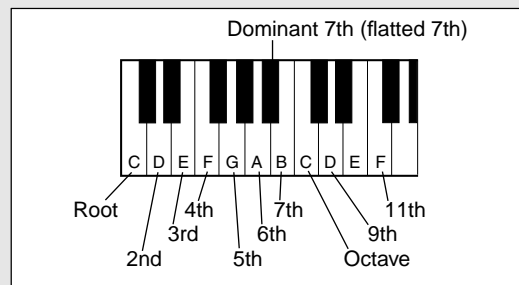 Dominant 7th (flatted 7th)
C D E F G A B C D E F
Root 4th 7th 11th
3rd 6th 9th
2nd 5th Octave